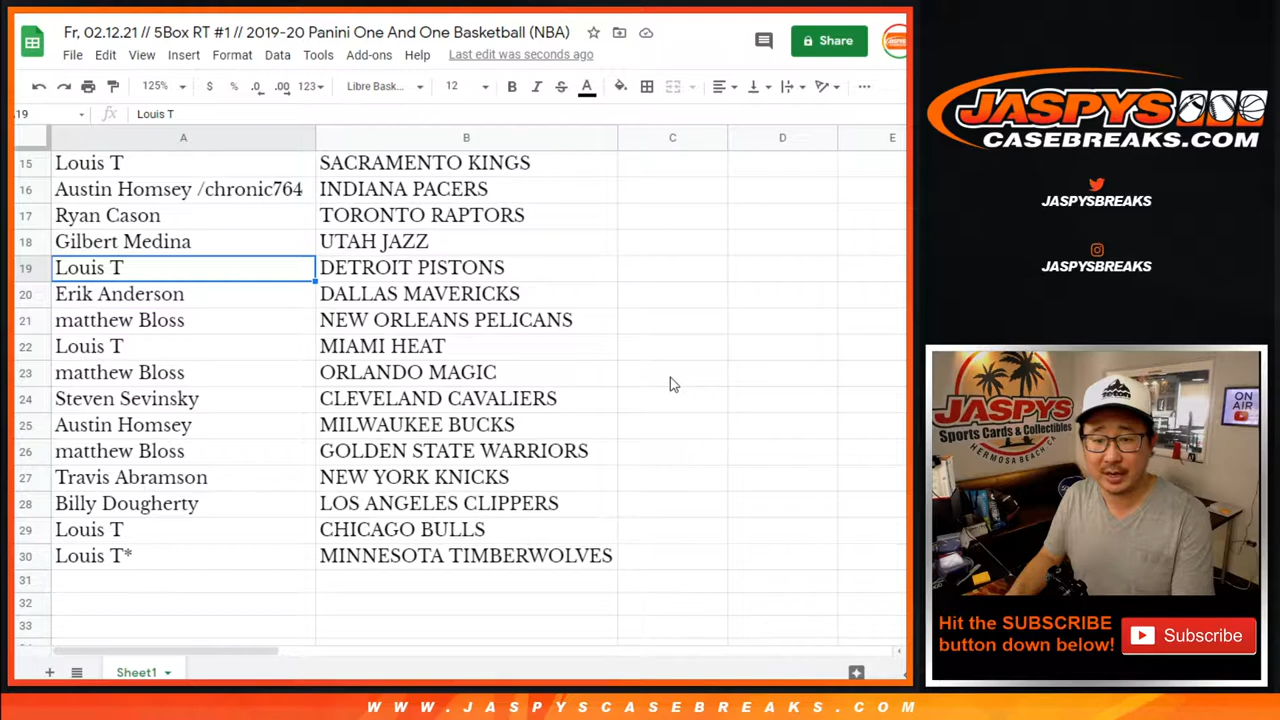 Fr, 02.12.21 // 5Box RT #1 // 2019-20 Panini One And One Basketball (NBA)
File Edit View Insert Format Data Tools Add-ons Help Last edit was seconds ago
Share
125% $ % .0 .00 123 Libre Bask... 12 B I S A
19 fx Louis T
A B C D E
15 Louis T SACRAMENTO KINGS
16 Austin Homsey /chronic764 INDIANA PACERS
17 Ryan Cason TORONTO RAPTORS
18 Gilbert Medina UTAH JAZZ
19 Louis T DETROIT PISTONS
20 Erik Anderson DALLAS MAVERICKS
21 matthew Bloss NEW ORLEANS PELICANS
22 Louis T MIAMI HEAT
23 matthew Bloss ORLANDO MAGIC
24 Steven Sevinsky CLEVELAND CAVALIERS
25 Austin Homsey MILWAUKEE BUCKS
26 matthew Bloss GOLDEN STATE WARRIORS
27 Travis Abramson NEW YORK KNICKS
28 Billy Dougherty LOS ANGELES CLIPPERS
29 Louis T CHICAGO BULLS
30 Louis T* MINNESOTA TIMBERWOLVES
31
32
33
Sheet1
JASPYS
CASEBREAKS.COM
JASPYSBREAKS
JASPYSBREAKS
JASPYS
Sports Cards & Collectibles
HERMOSA BEACH CA
ON
AIR
Hit the SUBSCRIBE
button down below!
Subscribe
WWW.JASPYSCASEBREAKS.COM